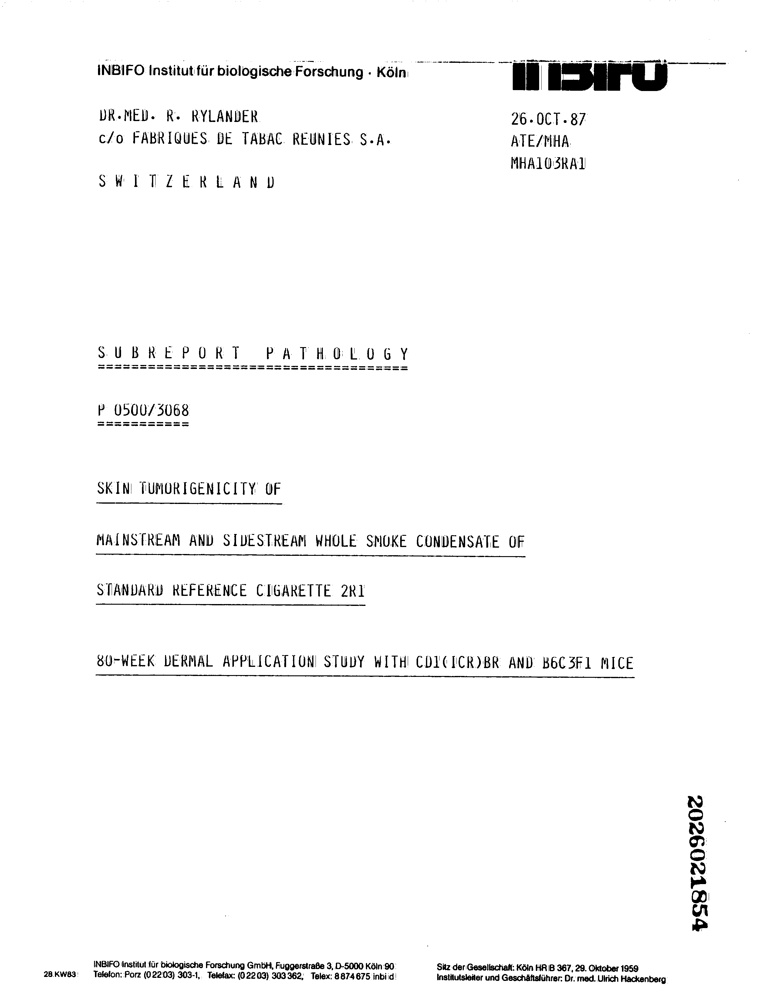 INBIFO Institut für biologische Forschung · Köln
INBIFO
DR.MED. R. RYLANDER
c/o FABRIQUES DE TABAC REUNIES S.A.
S W I T Z E R L A N D
26.OCT.87
ATE/MHA
MHA103RA1
S U B R E P O R T   P A T H O L O G Y
=====================================
P 0500/3068
===========
SKIN TUMORIGENICITY OF
MAINSTREAM AND SIDESTREAM WHOLE SMOKE CONDENSATE OF
STANDARD REFERENCE CIGARETTE 2R1
80-WEEK DERMAL APPLICATION STUDY WITH CD1(ICR)BR AND B6C3F1 MICE
2026021854
28.KW83
INBIFO Institut für biologische Forschung GmbH, Fuggerstraße 3, D-5000 Köln 90
Telefon: Porz (02203) 303-1, Telefax: (02203) 303362, Telex: 8874675 inbi d
Sitz der Gesellschaft: Köln HR B 367, 29. Oktober 1959
Institutsleiter und Geschäftsführer: Dr. med. Ulrich Hackenberg